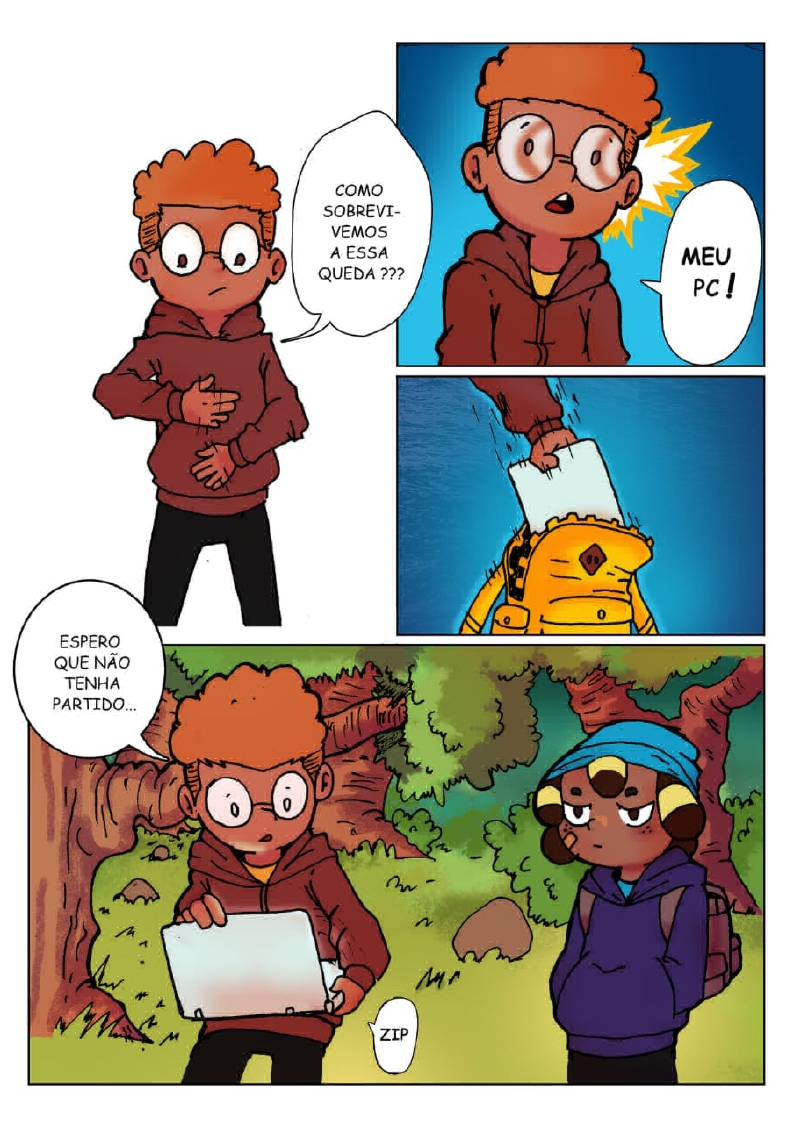 COMO
SOBREVI-
VEMOS
A ESSA
QUEDA ???
MEU
PC!
ESPERO
QUE NÃO
TENHA
PARTIDO...
ZIP